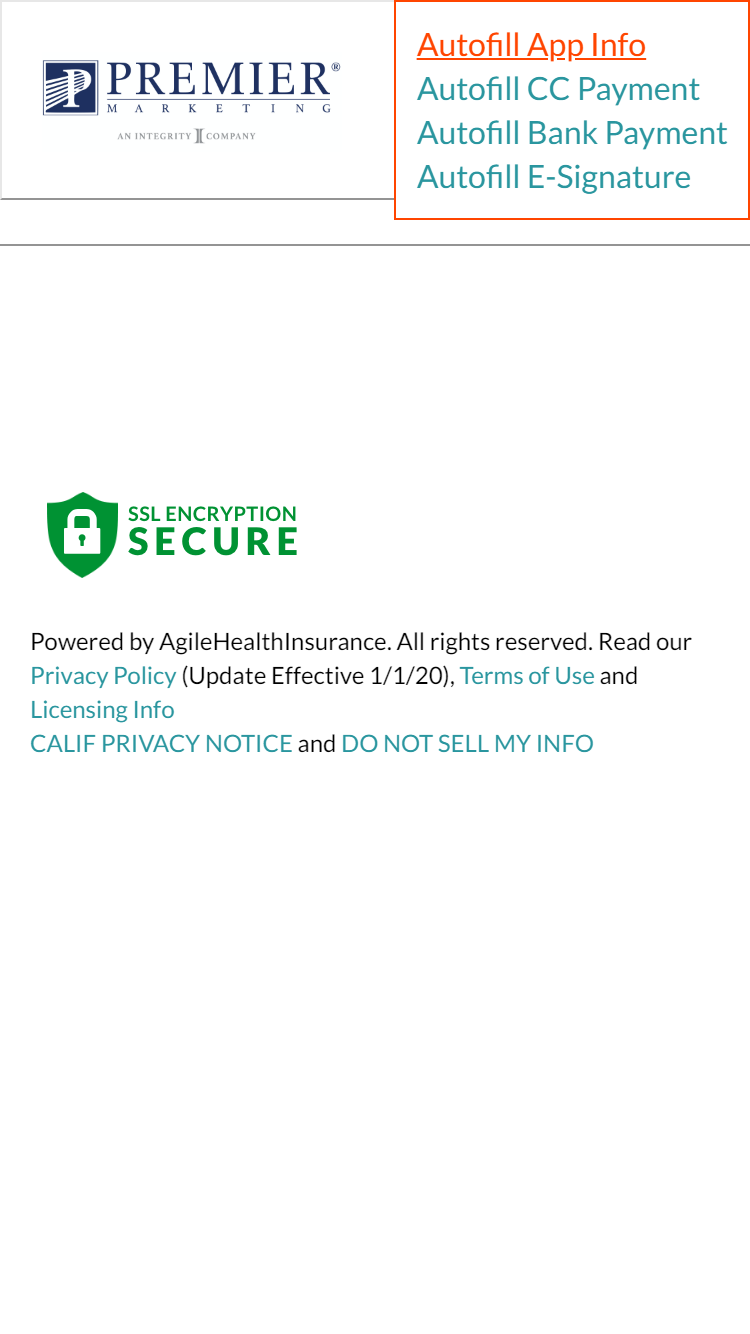 PREMIER®
MARKETING
AN INTEGRITY COMPANY
Autofill App Info
Autofill CC Payment
Autofill Bank Payment
Autofill E-Signature
SSL ENCRYPTION
SECURE
Powered by AgileHealthInsurance. All rights reserved. Read our
Privacy Policy (Update Effective 1/1/20), Terms of Use and
Licensing Info
CALIF PRIVACY NOTICE and DO NOT SELL MY INFO